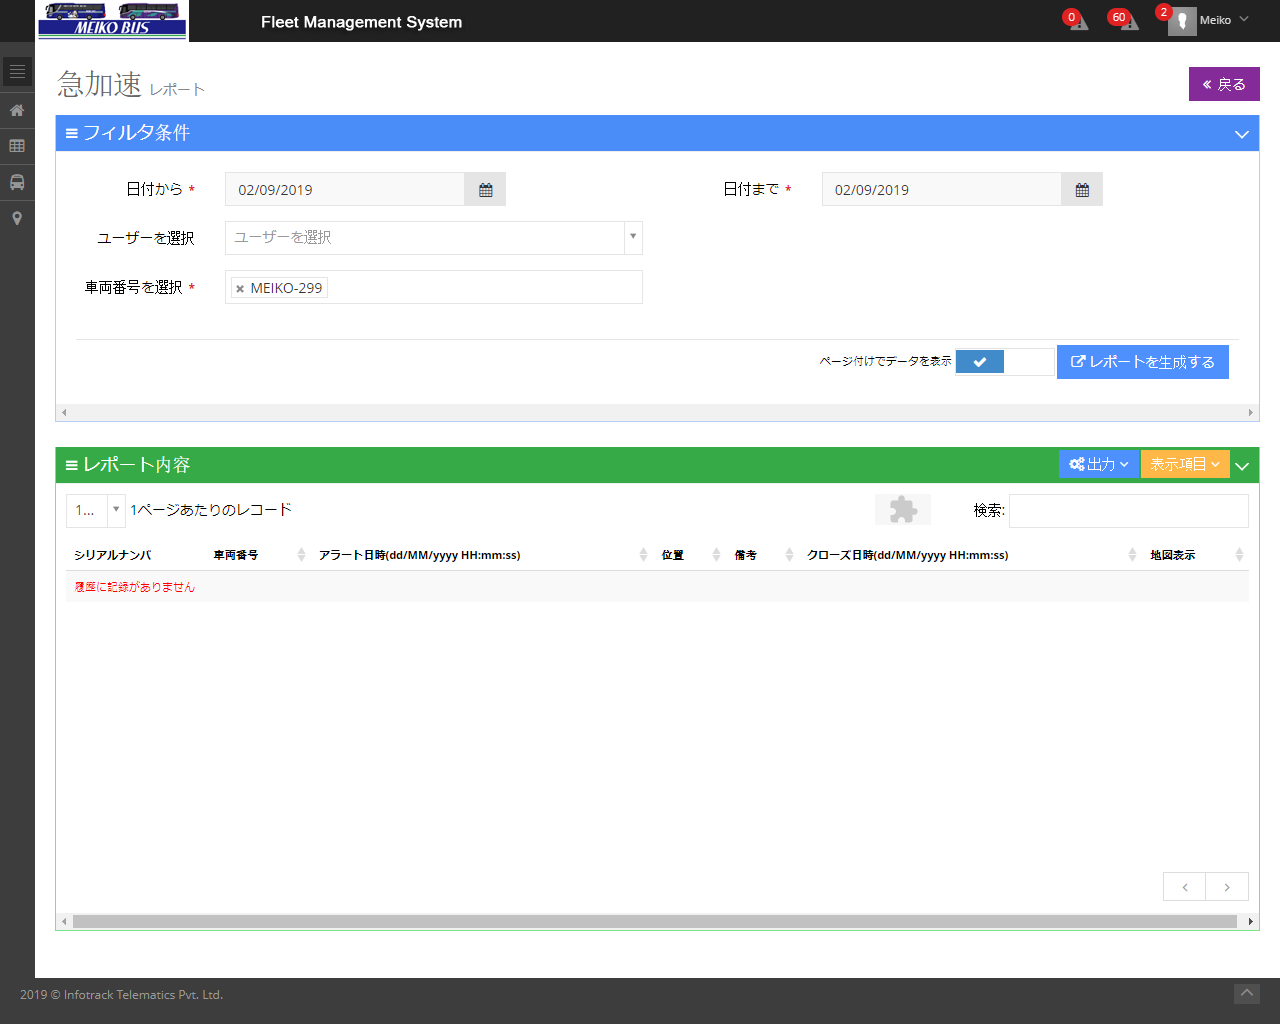 MEIKO BUS
Fleet Management System
0
60
2
Meiko
急加速 レポート
戻る
フィルタ条件
日付から *
02/09/2019
日付まで *
02/09/2019
ユーザーを選択
ユーザーを選択
車両番号を選択 *
MEIKO-299
ページ付けでデータを表示
レポートを生成する
レポート内容
出力
表示項目
1...
1ページあたりのレコード
検索:
シリアルナンバ 車両番号 アラート日時(dd/MM/yyyy HH:mm:ss) 位置 備考 クローズ日時(dd/MM/yyyy HH:mm:ss) 地図表示
履歴に記録がありません
2019 © Infotrack Telematics Pvt. Ltd.